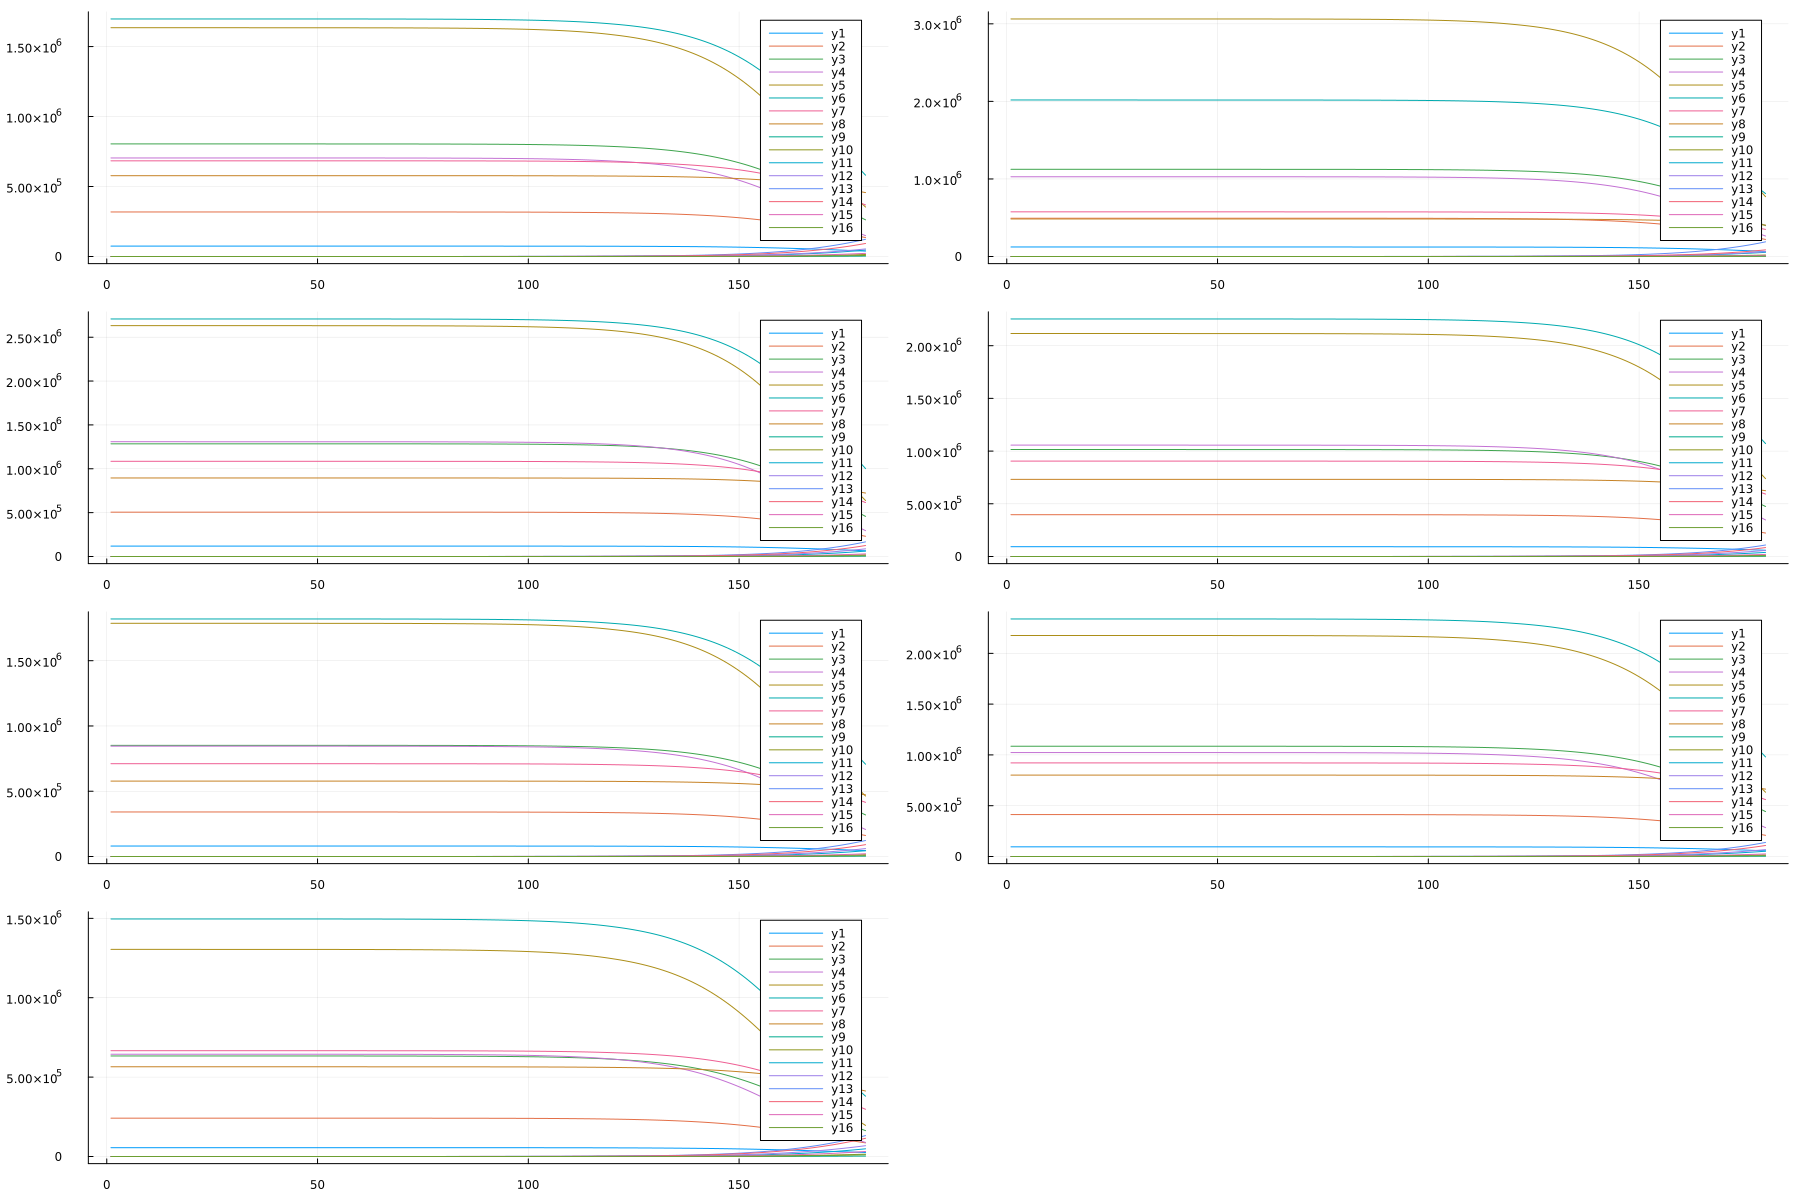 1.50×10⁶
1.00×10⁶
5.00×10⁵
0
0 50 100 150
y1
y2
y3
y4
y5
y6
y7
y8
y9
y10
y11
y12
y13
y14
y15
y16
3.0×10⁶
2.0×10⁶
1.0×10⁶
0
0 50 100 150
y1
y2
y3
y4
y5
y6
y7
y8
y9
y10
y11
y12
y13
y14
y15
y16
2.50×10⁶
2.00×10⁶
1.50×10⁶
1.00×10⁶
5.00×10⁵
0
0 50 100 150
y1
y2
y3
y4
y5
y6
y7
y8
y9
y10
y11
y12
y13
y14
y15
y16
2.00×10⁶
1.50×10⁶
1.00×10⁶
5.00×10⁵
0
0 50 100 150
y1
y2
y3
y4
y5
y6
y7
y8
y9
y10
y11
y12
y13
y14
y15
y16
1.50×10⁶
1.00×10⁶
5.00×10⁵
0
0 50 100 150
y1
y2
y3
y4
y5
y6
y7
y8
y9
y10
y11
y12
y13
y14
y15
y16
2.00×10⁶
1.50×10⁶
1.00×10⁶
5.00×10⁵
0
0 50 100 150
y1
y2
y3
y4
y5
y6
y7
y8
y9
y10
y11
y12
y13
y14
y15
y16
1.50×10⁶
1.00×10⁶
5.00×10⁵
0
0 50 100 150
y1
y2
y3
y4
y5
y6
y7
y8
y9
y10
y11
y12
y13
y14
y15
y16